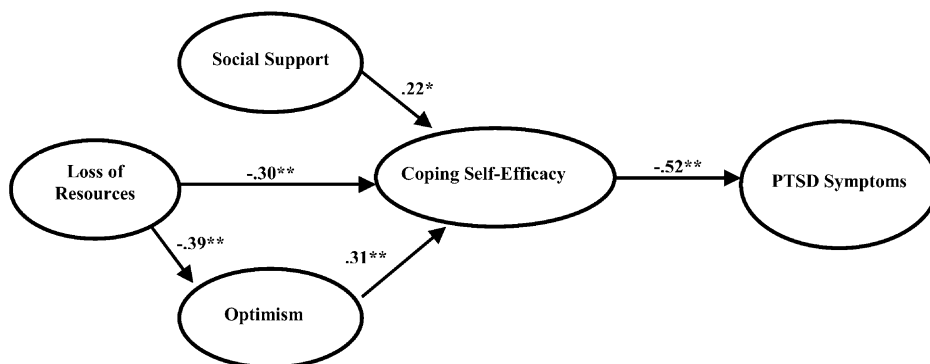 Social Support
.22*
Loss of
Resources
-.30**
Coping Self-Efficacy
-.52**
PTSD Symptoms
-.39**
.31**
Optimism